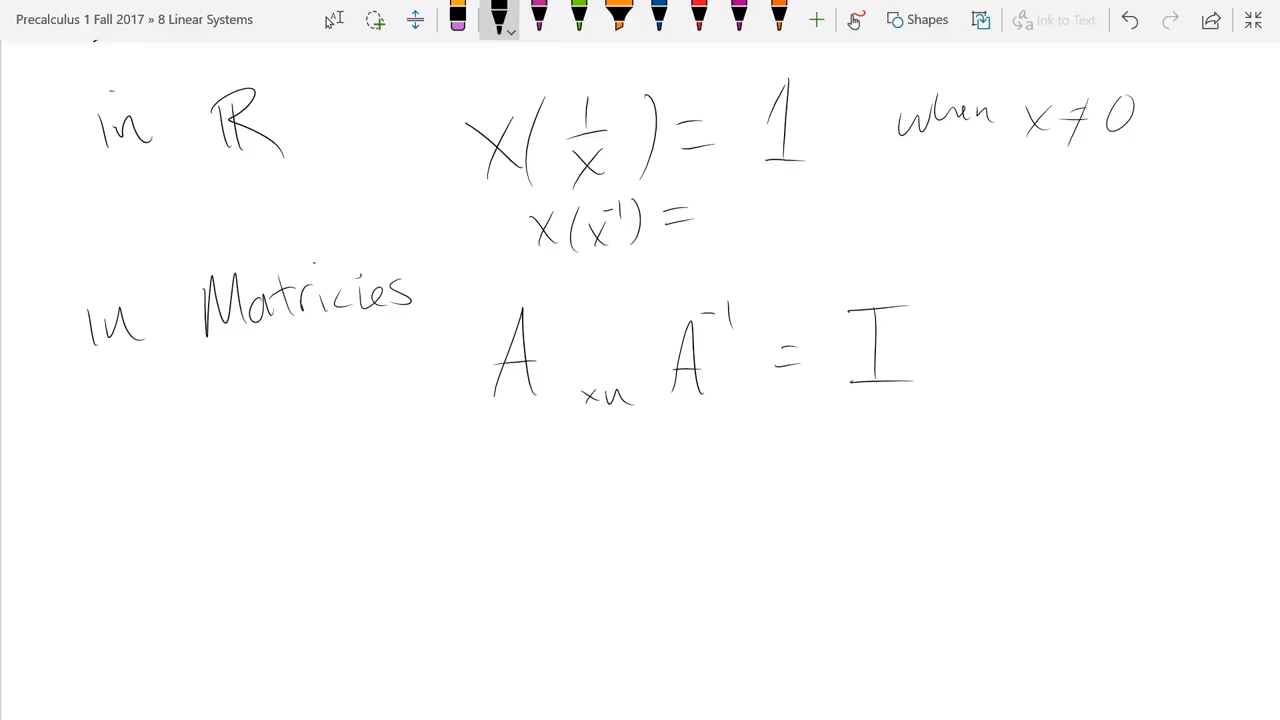 Precalculus 1 Fall 2017 » 8 Linear Systems
Shapes
Ink to Text
in ℝ x(1/x) = 1 when x ≠ 0
x(x⁻¹) =
in Matricies
A ₓₙ A⁻¹ = I